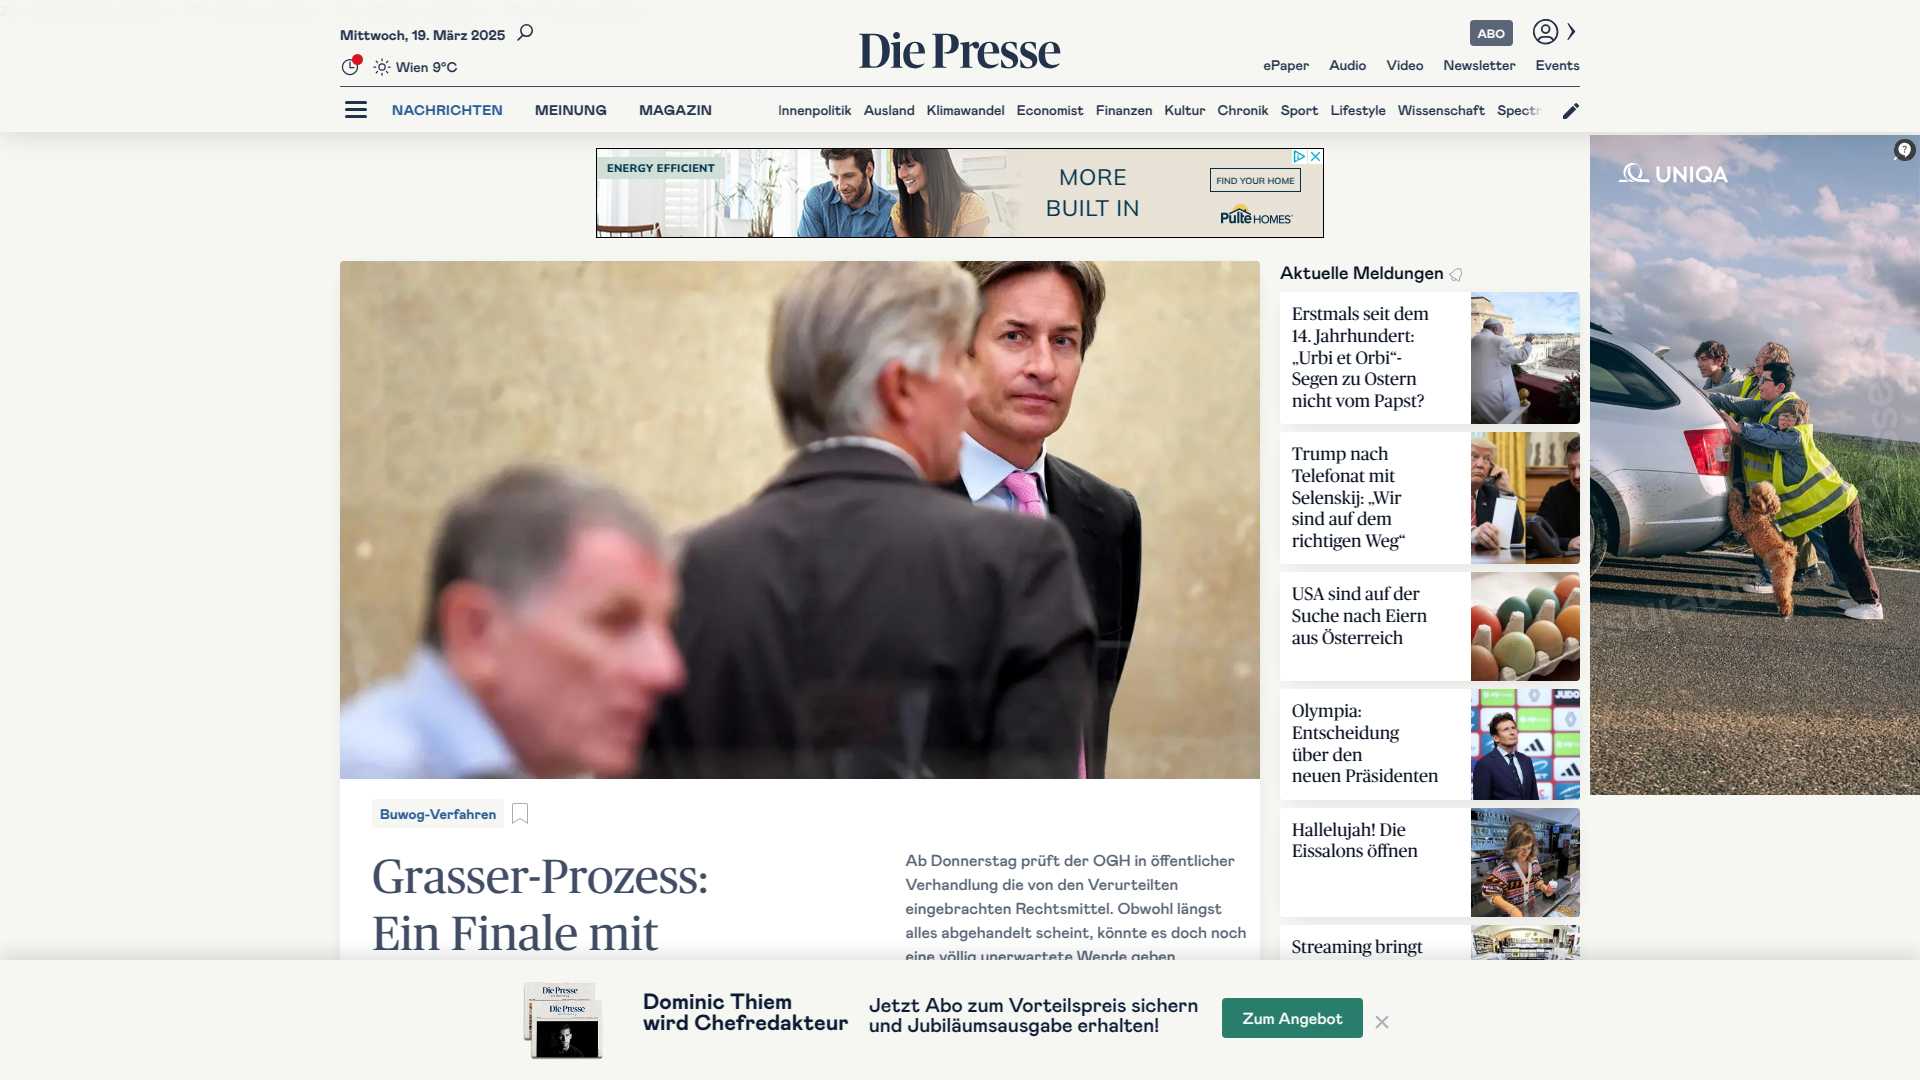 Mittwoch, 19. März 2025
Wien 9°C
Die Presse
ABO
ePaper Audio Video Newsletter Events
NACHRICHTEN MEINUNG MAGAZIN
Innenpolitik Ausland Klimawandel Economist Finanzen Kultur Chronik Sport Lifestyle Wissenschaft
ENERGY EFFICIENT
MORE
BUILT IN
FIND YOUR HOME
Pulte HOMES
UNIQA
Buwog-Verfahren
Grasser-Prozess:
Ein Finale mit
Ab Donnerstag prüft der OGH in öffentlicher
Verhandlung die von den Verurteilten
eingebrachten Rechtsmittel. Obwohl längst
alles abgehandelt scheint, könnte es doch noch
eine völlig unerwartete Wende geben
Aktuelle Meldungen
Erstmals seit dem
14. Jahrhundert:
„Urbi et Orbi“-
Segen zu Ostern
nicht vom Papst?
Trump nach
Telefonat mit
Selenskij: „Wir
sind auf dem
richtigen Weg“
USA sind auf der
Suche nach Eiern
aus Österreich
Olympia:
Entscheidung
über den
neuen Präsidenten
JUDO
Hallelujah! Die
Eissalons öffnen
Streaming bringt
Die Presse
Die Presse
Dominic Thiem
wird Chefredakteur
Jetzt Abo zum Vorteilspreis sichern
und Jubiläumsausgabe erhalten!
Zum Angebot